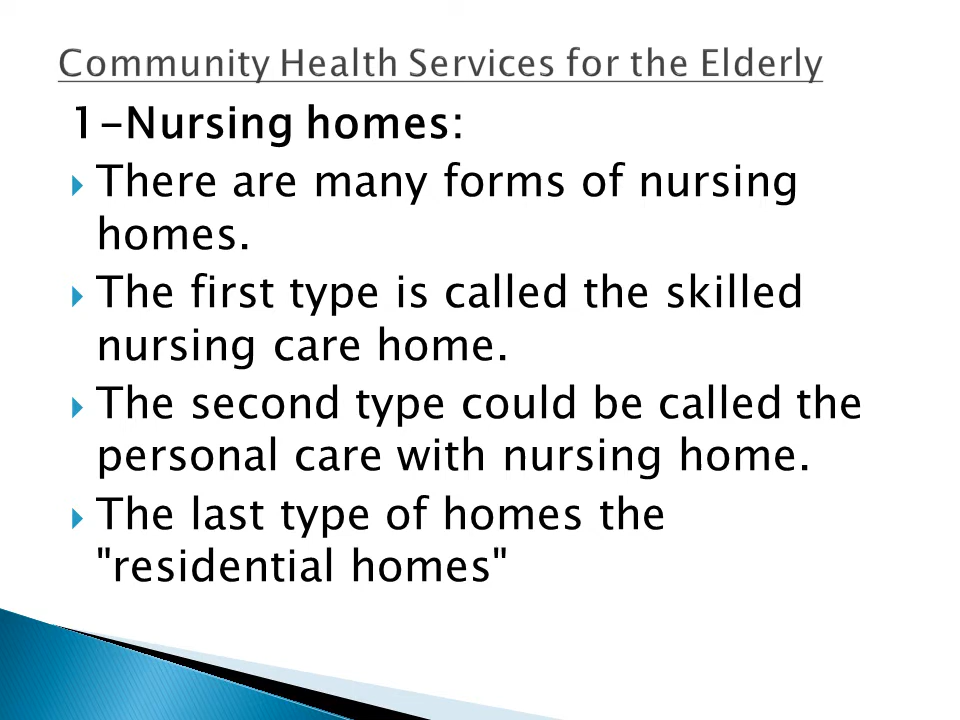 Community Health Services for the Elderly
1-Nursing homes:
There are many forms of nursing
homes.
The first type is called the skilled
nursing care home.
The second type could be called the
personal care with nursing home.
The last type of homes the
"residential homes"